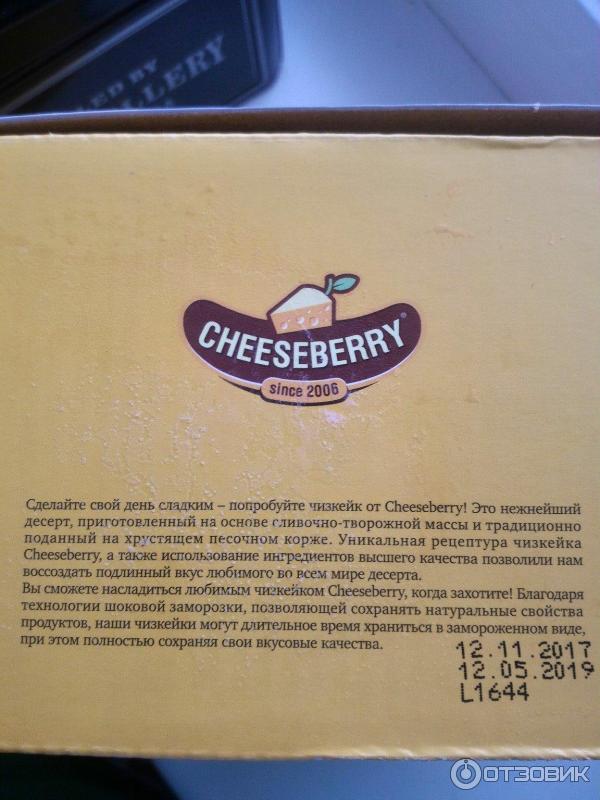 LED BY
LLERY
CHEESEBERRY®
since 2006
Сделайте свой день сладким – попробуйте чизкейк от Cheeseberry! Это нежнейший
десерт, приготовленный на основе сливочно-творожной массы и традиционно
поданный на хрустящем песочном корже. Уникальная рецептура чизкейка
Cheeseberry, а также использование ингредиентов высшего качества позволили нам
воссоздать подлинный вкус любимого во всем мире десерта.
Вы сможете насладиться любимым чизкейком Cheeseberry, когда захотите! Благодаря
технологии шоковой заморозки, позволяющей сохранять натуральные свойства
продуктов, наши чизкейки могут длительное время храниться в замороженном виде,
при этом полностью сохраняя свои вкусовые качества.
12.11.2017
12.05.2019
L1644
ОТЗОВИК